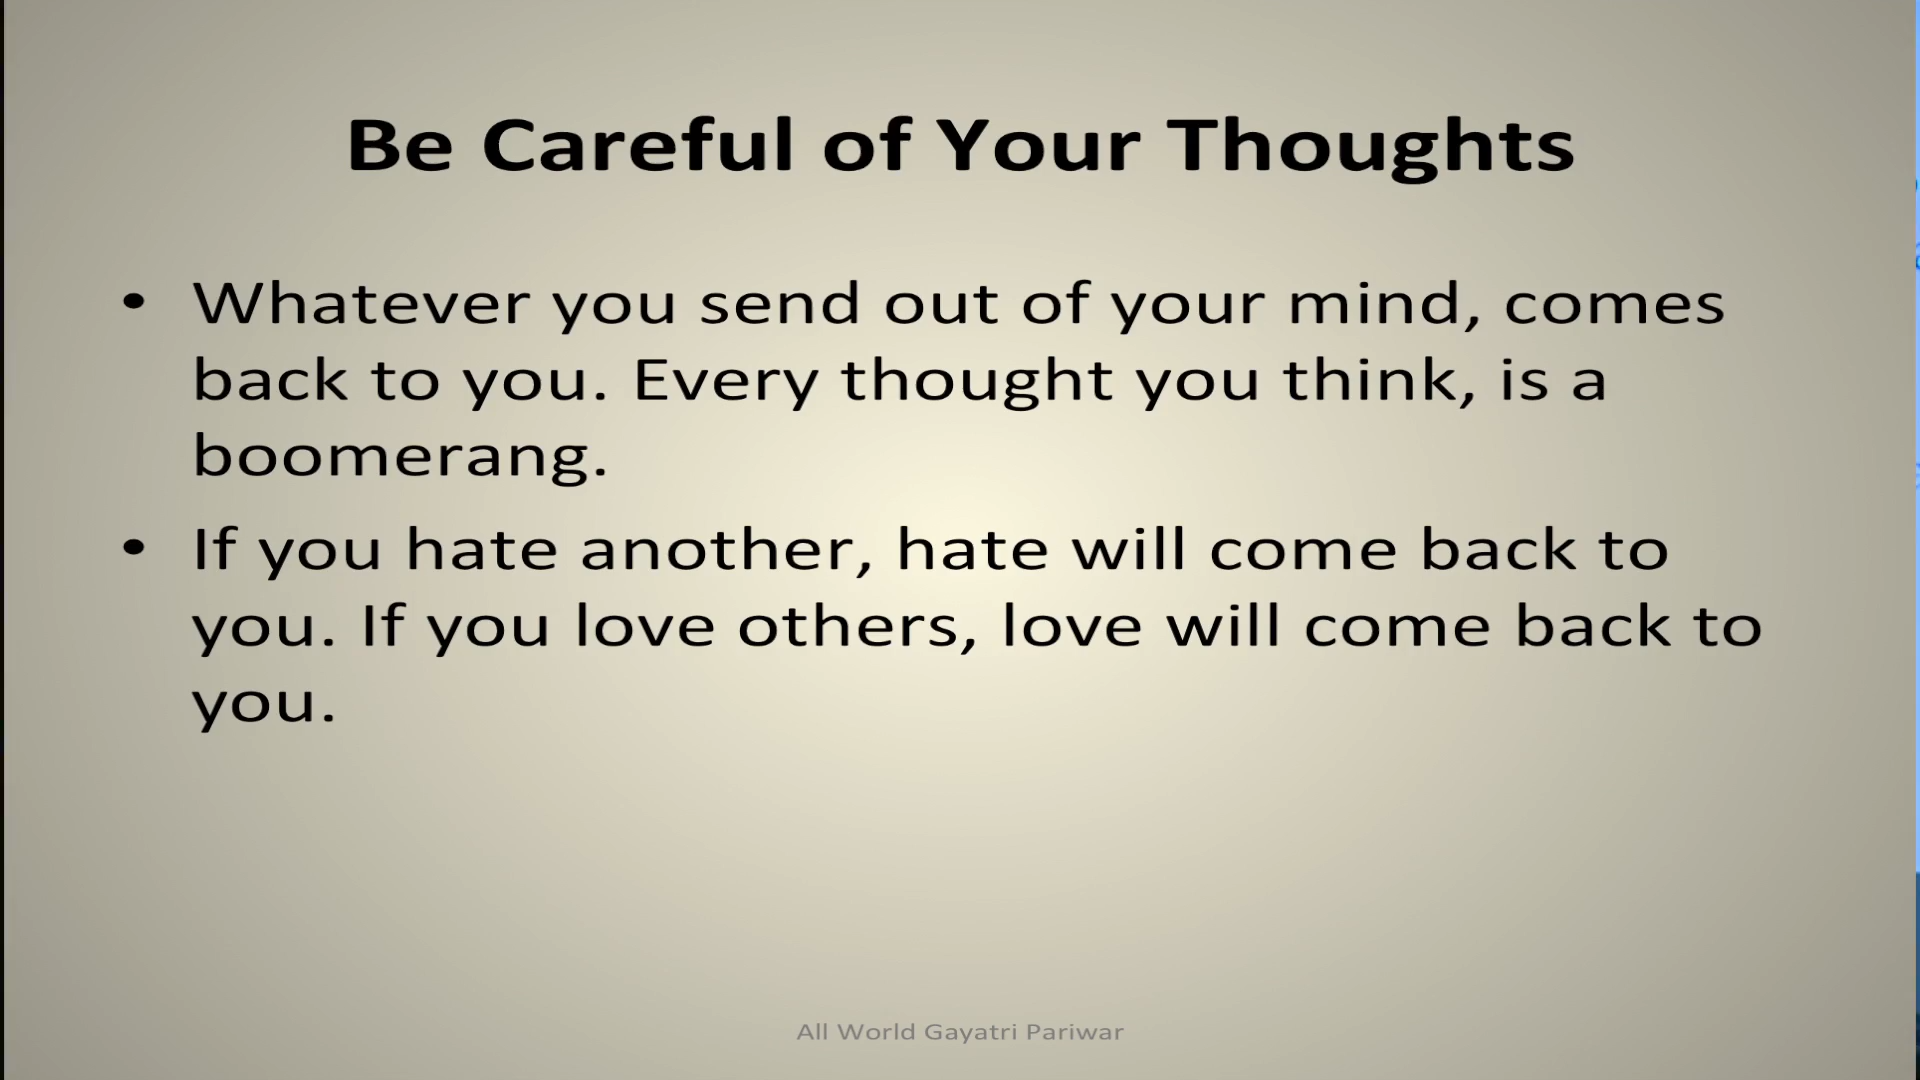 Be Careful of Your Thoughts
• Whatever you send out of your mind, comes
back to you. Every thought you think, is a
boomerang.
• If you hate another, hate will come back to
you. If you love others, love will come back to
you.
All World Gayatri Pariwar